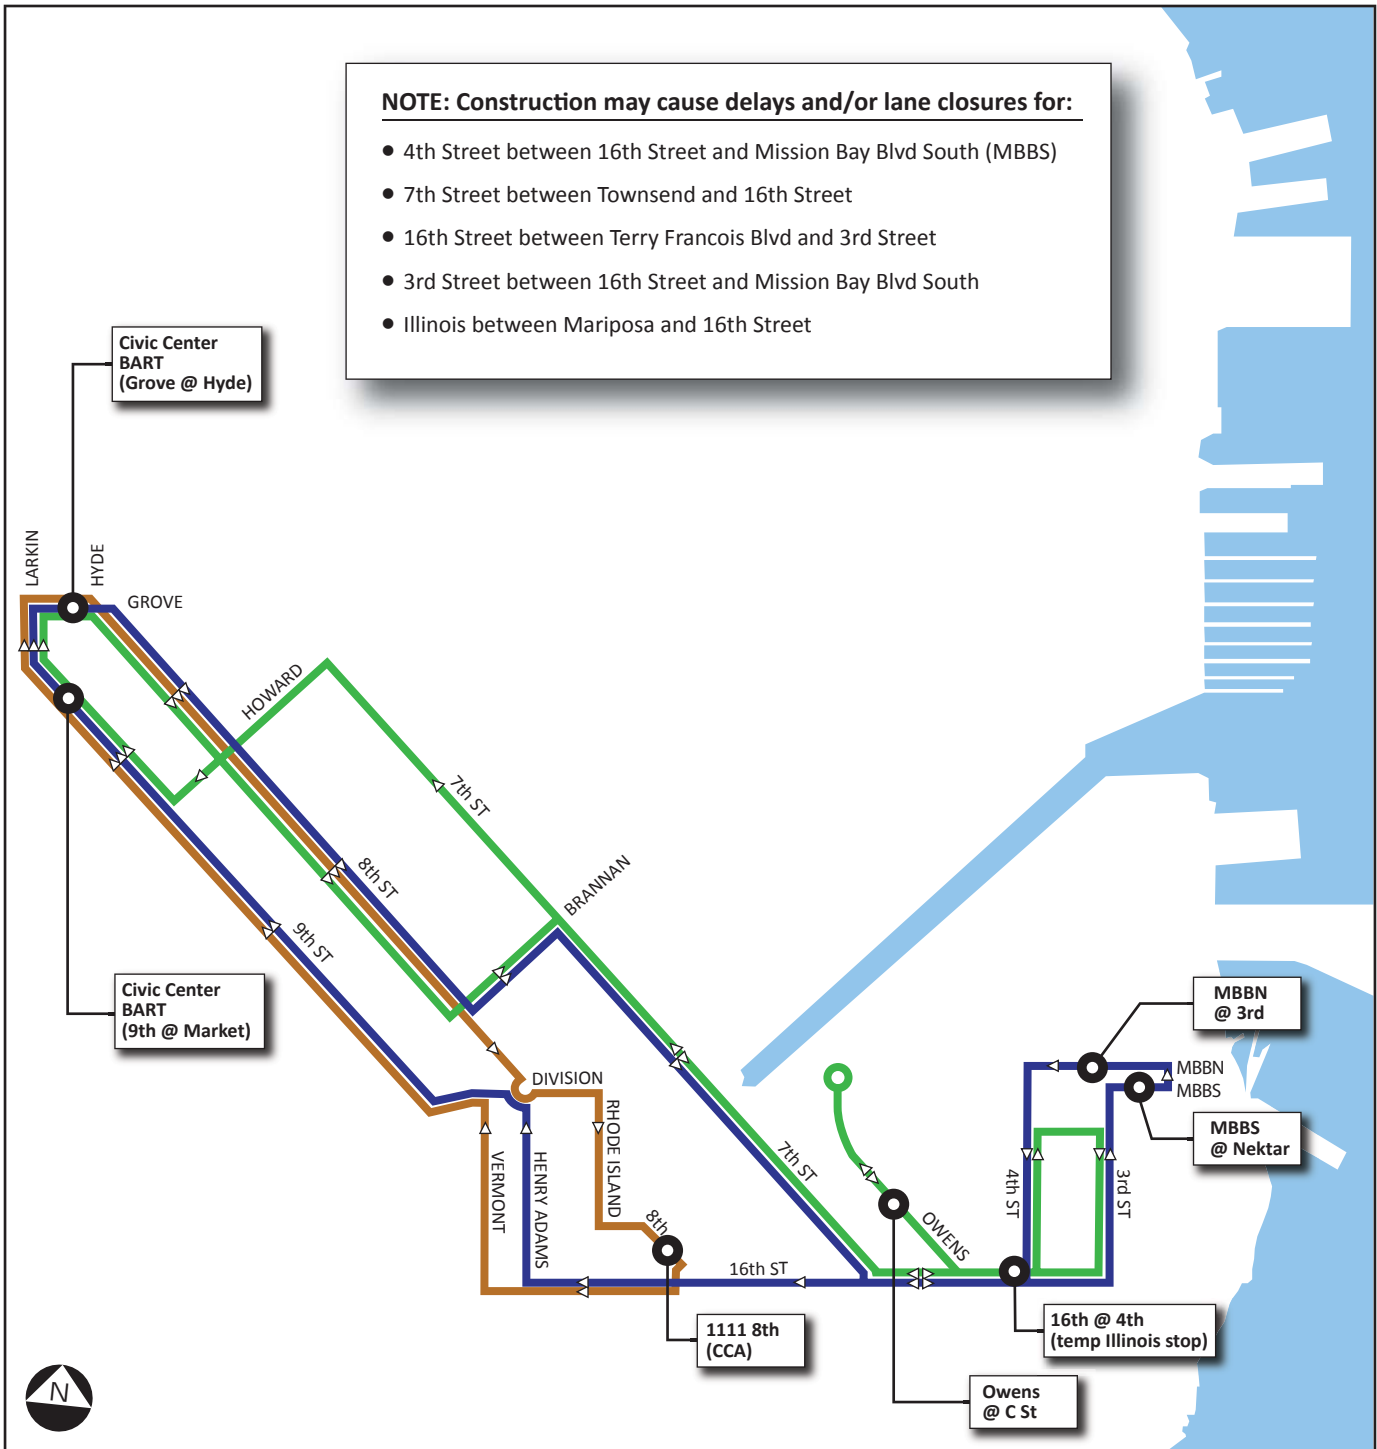 NOTE: Construction may cause delays and/or lane closures for:
● 4th Street between 16th Street and Mission Bay Blvd South (MBBS)
● 7th Street between Townsend and 16th Street
● 16th Street between Terry Francois Blvd and 3rd Street
● 3rd Street between 16th Street and Mission Bay Blvd South
● Illinois between Mariposa and 16th Street
Civic Center
BART
(Grove @ Hyde)
LARKIN
HYDE
GROVE
HOWARD
7th ST
8th ST
9th ST
BRANNAN
Civic Center
BART
(9th @ Market)
MBBN
@ 3rd
MBBN
MBBS
MBBS
@ Nektar
DIVISION
RHODE ISLAND
VERMONT
HENRY ADAMS
8th
7th ST
OWENS
4th ST
3rd ST
16th ST
1111 8th
(CCA)
16th @ 4th
(temp Illinois stop)
Owens
@ C St
N